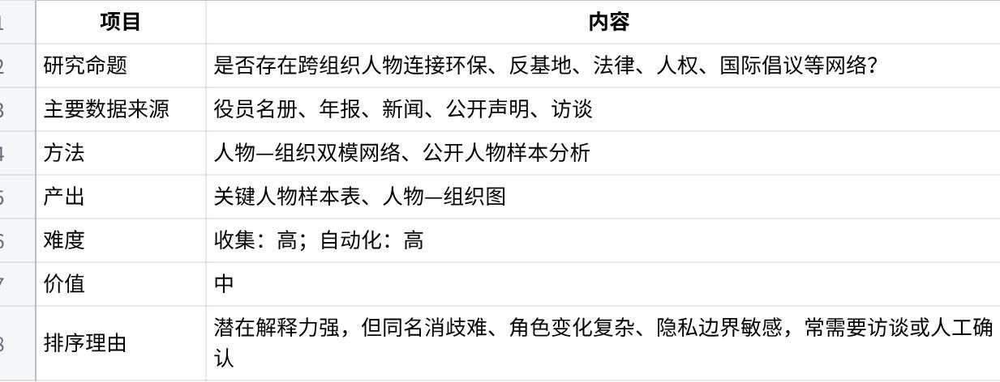 1 项目 内容
2 研究命题 是否存在跨组织人物连接环保、反基地、法律、人权、国际倡议等网络？
3 主要数据来源 役员名册、年报、新闻、公开声明、访谈
4 方法 人物—组织双模网络、公开人物样本分析
5 产出 关键人物样本表、人物—组织图
6 难度 收集：高；自动化：高
7 价值 中
8 排序理由 潜在解释力强，但同名消歧难、角色变化复杂、隐私边界敏感，常需要访谈或人工确
认